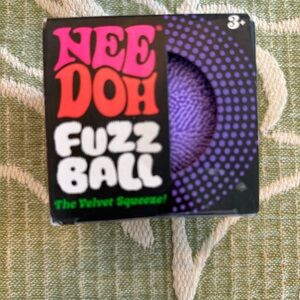 3+
NEE
DOH
FUZZ
BALL
The Velvet Squeeze!